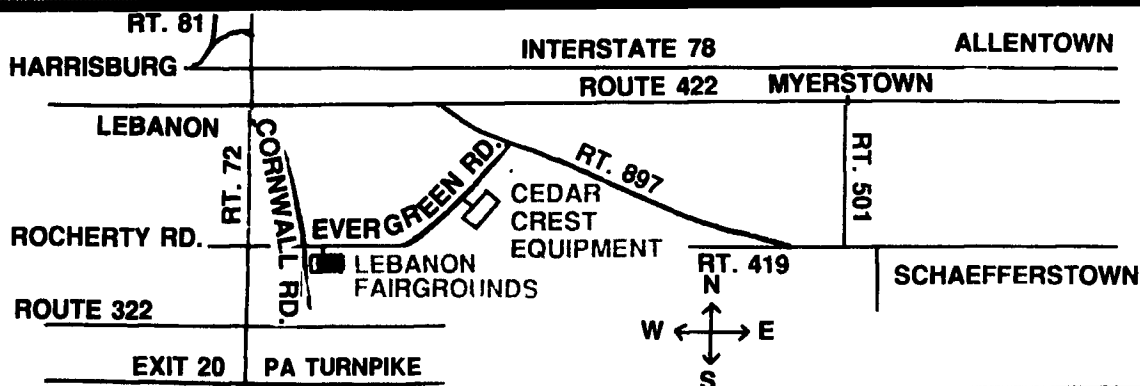 RT. 81
HARRISBURG
INTERSTATE 78
ALLENTOWN
ROUTE 422
MYERSTOWN
LEBANON
CORNWALL RD.
RT. 72
EVERGREEN RD.
RT. 897
RT. 501
CEDAR
CREST
EQUIPMENT
ROCHERTY RD.
LEBANON
FAIRGROUNDS
RT. 419
SCHAEFFERSTOWN
ROUTE 322
N
W
E
S
EXIT 20
PA TURNPIKE